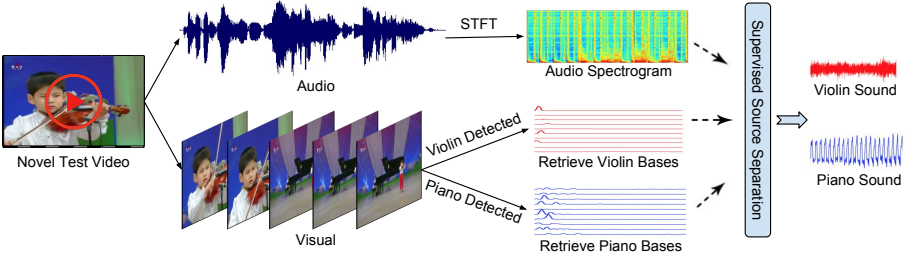 STFT
Audio
Audio Spectrogram
Novel Test Video
Violin Detected
Piano Detected
Retrieve Violin Bases
Retrieve Piano Bases
Visual
Supervised Source Separation
Violin Sound
Piano Sound